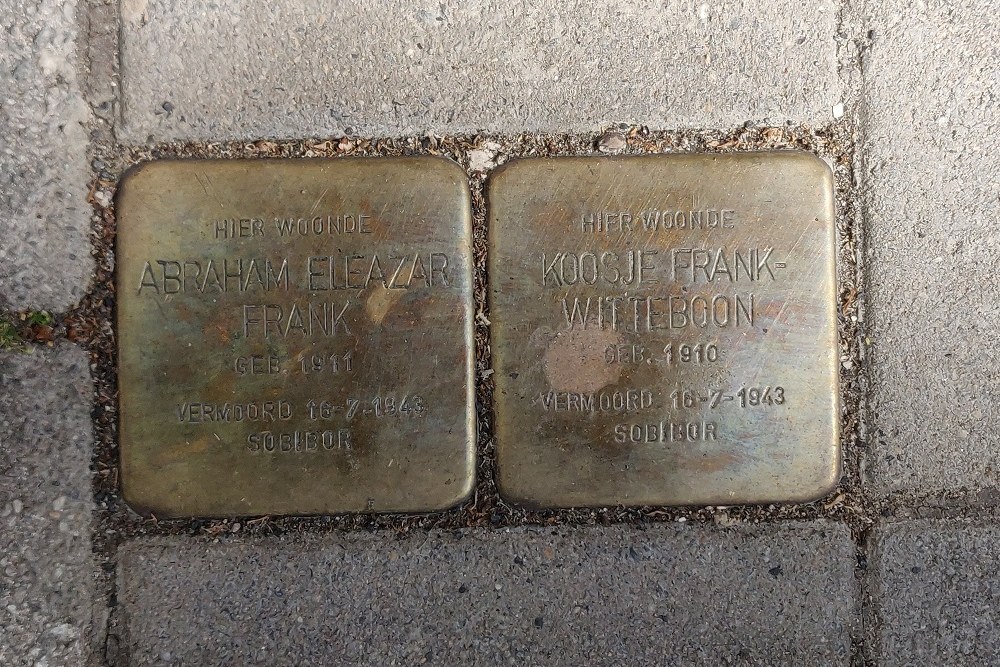 HIER WOONDE
ABRAHAM ELEAZAR
FRANK
GEB. 1911
VERMOORD 16-7-1943
SOBIBOR
HIER WOONDE
KOOSJE FRANK-
WITTEBOON
GEB. 1910
VERMOORD 16-7-1943
SOBIBOR